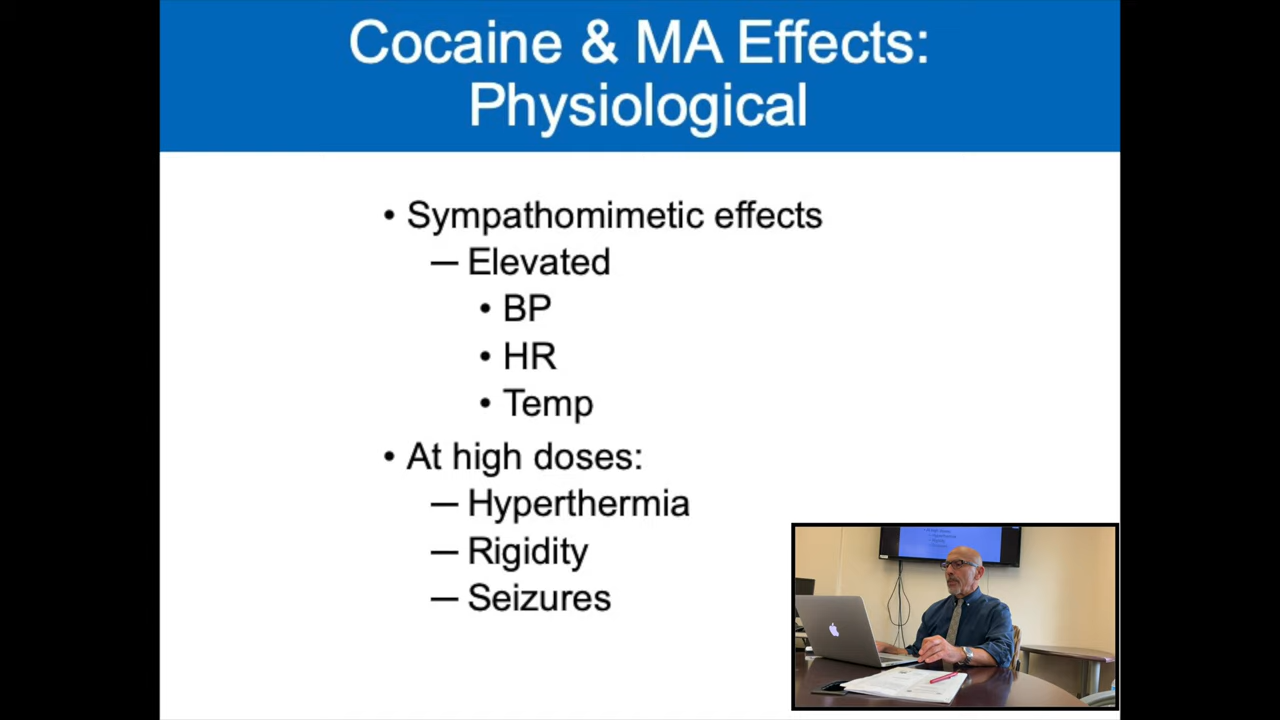 Cocaine & MA Effects:
Physiological
• Sympathomimetic effects
– Elevated
• BP
• HR
• Temp
• At high doses:
– Hyperthermia
– Rigidity
– Seizures